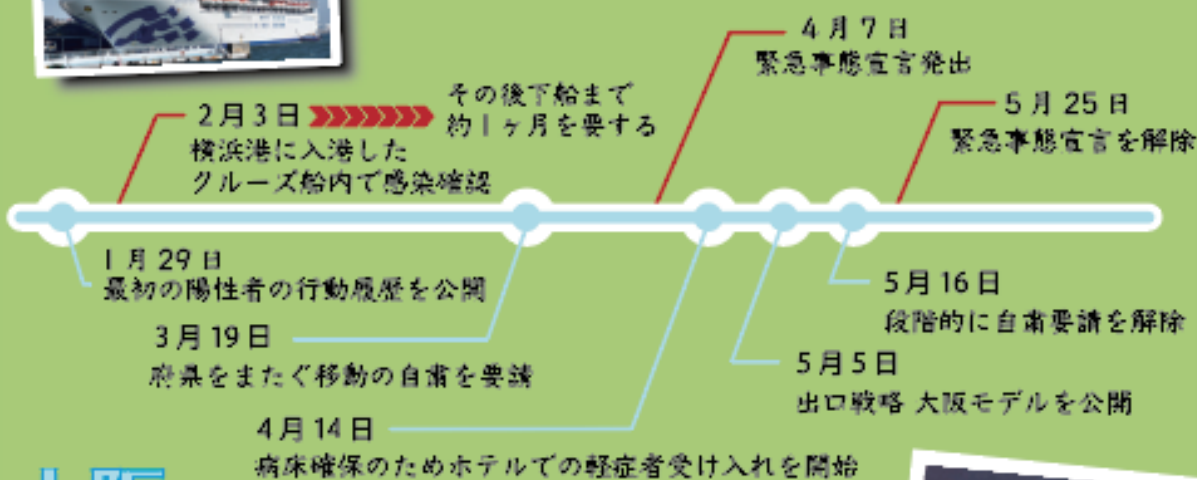 4月7日
緊急事態宣言発出
2月3日
その後下船まで
約1ヶ月を要する
横浜港に入港した
クルーズ船内で感染確認
5月25日
緊急事態宣言を解除
1月29日
最初の陽性者の行動履歴を公開
3月19日
府県をまたぐ移動の自粛を要請
4月14日
病床確保のためホテルでの軽症者受け入れを開始
5月16日
段階的に自粛要請を解除
5月5日
出口戦略 大阪モデルを公開